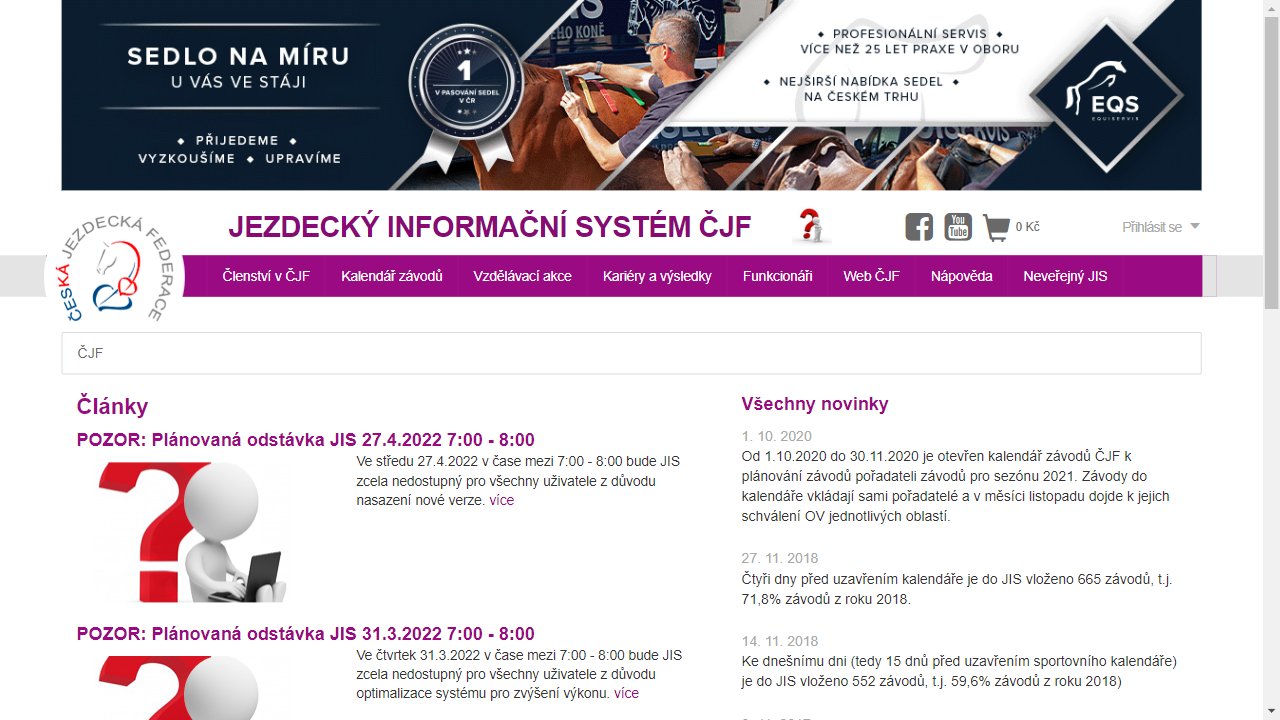 SEDLO NA MÍRU
U VÁS VE STÁJI
PŘIJEDEME
VYZKOUŠÍME ◆ UPRAVÍME
1
V PASOVÁNÍ SEDEL
V ČR
PROFESIONÁLNÍ SERVIS
VÍCE NEŽ 25 LET PRAXE V OBORU
NEJŠIRŠÍ NABÍDKA SEDEL
NA ČESKÉM TRHU
EQS
EQUISERVIS
ČESKÁ JEZDECKÁ FEDERACE
JEZDECKÝ INFORMAČNÍ SYSTÉM ČJF
You
Tube
0 Kč
Přihlásit se
Členství v ČJF Kalendář závodů Vzdělávací akce Kariéry a výsledky Funkcionáři Web ČJF Nápověda Neveřejný JIS
ČJF
Články
POZOR: Plánovaná odstávka JIS 27.4.2022 7:00 - 8:00
Ve středu 27.4.2022 v čase mezi 7:00 - 8:00 bude JIS
zcela nedostupný pro všechny uživatele z důvodu
nasazení nové verze. více
POZOR: Plánovaná odstávka JIS 31.3.2022 7:00 - 8:00
Ve čtvrtek 31.3.2022 v čase mezi 7:00 - 8:00 bude JIS
zcela nedostupný pro všechny uživatele z důvodu
optimalizace systému pro zvýšení výkonu. více
Všechny novinky
1. 10. 2020
Od 1.10.2020 do 30.11.2020 je otevřen kalendář závodů ČJF k
plánování závodů pořadateli závodů pro sezónu 2021. Závody do
kalendáře vkládají sami pořadatelé a v měsíci listopadu dojde k jejich
schválení OV jednotlivých oblastí.
27. 11. 2018
Čtyři dny před uzavřením kalendáře je do JIS vloženo 665 závodů, t.j.
71,8% závodů z roku 2018.
14. 11. 2018
Ke dnešnímu dni (tedy 15 dnů před uzavřením sportovního kalendáře)
je do JIS vloženo 552 závodů, t.j. 59,6% závodů z roku 2018)